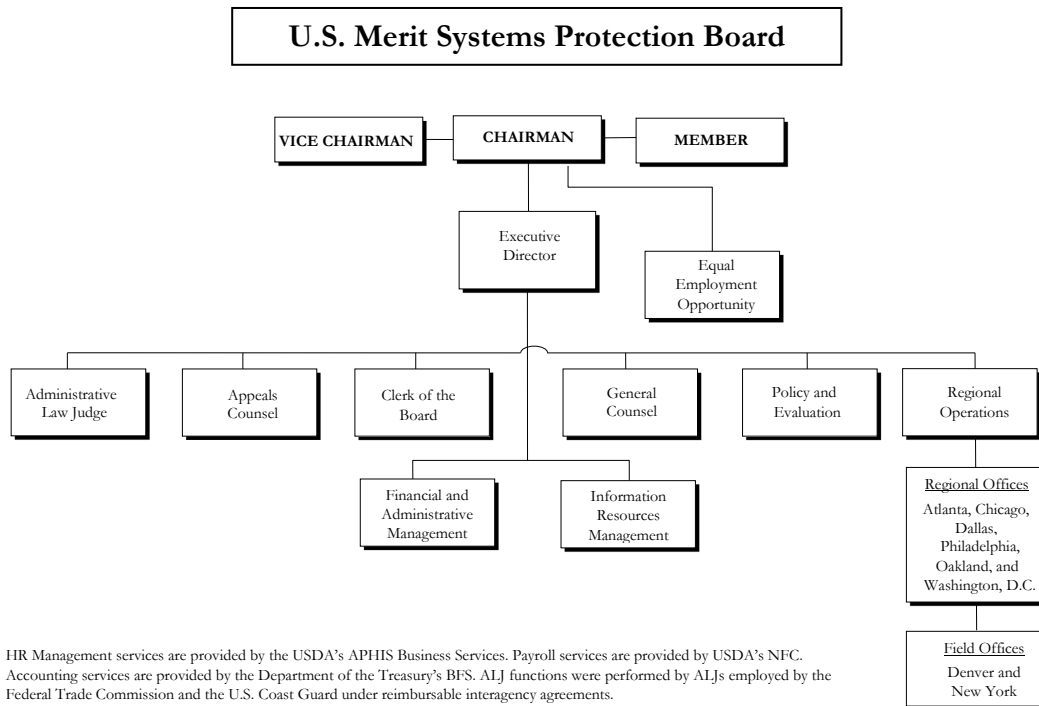 U.S. Merit Systems Protection Board
VICE CHAIRMAN
CHAIRMAN
MEMBER
Executive
Director
Equal
Employment
Opportunity
Administrative
Law Judge
Appeals
Counsel
Clerk of the
Board
General
Counsel
Policy and
Evaluation
Regional
Operations
Financial and
Administrative
Management
Information
Resources
Management
Regional Offices
Atlanta, Chicago,
Dallas,
Philadelphia,
Oakland, and
Washington, D.C.
Field Offices
Denver and
New York
HR Management services are provided by the USDA's APHIS Business Services. Payroll services are provided by USDA's NFC.
Accounting services are provided by the Department of the Treasury's BFS. ALJ functions were performed by ALJs employed by the
Federal Trade Commission and the U.S. Coast Guard under reimbursable interagency agreements.